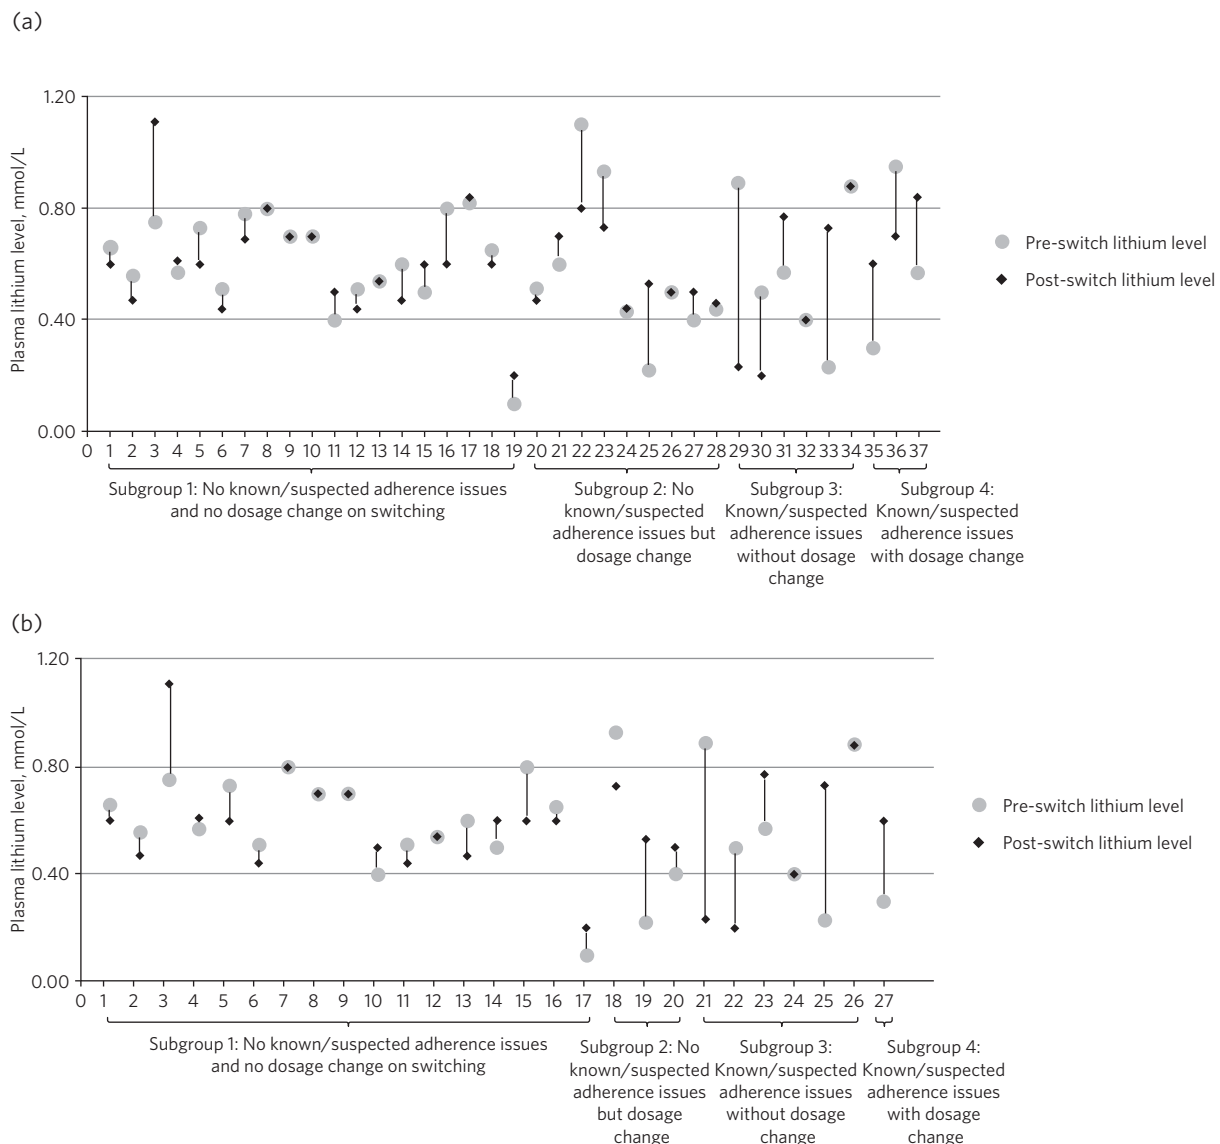 (a)
1.20
0.80
0.40
0.00
Plasma lithium level, mmol/L
0 1 2 3 4 5 6 7 8 9 10 11 12 13 14 15 16 17 18 19 20 21 22 23 24 25 26 27 28 29 30 31 32 33 34 35 36 37
Subgroup 1: No known/suspected adherence issues
and no dosage change on switching
Subgroup 2: No
known/suspected
adherence issues but
dosage change
Subgroup 3:
Known/suspected
adherence issues
without dosage
change
Subgroup 4:
Known/suspected
adherence issues
with dosage change
Pre-switch lithium level
Post-switch lithium level
(b)
1.20
0.80
0.40
0.00
Plasma lithium level, mmol/L
0 1 2 3 4 5 6 7 8 9 10 11 12 13 14 15 16 17 18 19 20 21 22 23 24 25 26 27
Subgroup 1: No known/suspected adherence issues
and no dosage change on switching
Subgroup 2: No
known/suspected
adherence issues
but dosage
change
Subgroup 3:
Known/suspected
adherence issues
without dosage
change
Subgroup 4:
Known/suspected
adherence issues
with dosage
change
Pre-switch lithium level
Post-switch lithium level